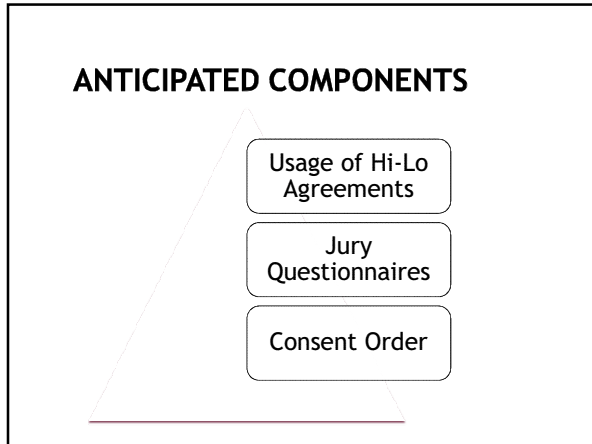 ANTICIPATED COMPONENTS
Usage of Hi-Lo
Agreements
Jury
Questionnaires
Consent Order